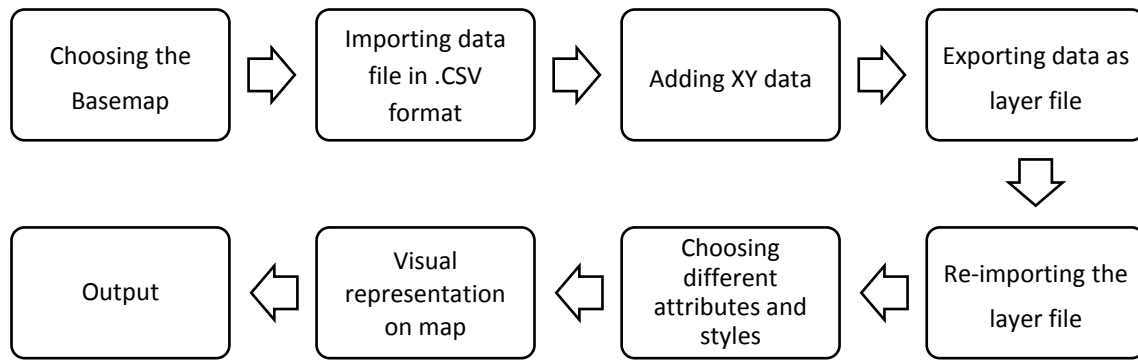 Choosing the
Basemap
Importing data
file in .CSV
format
Adding XY data
Exporting data as
layer file
Re-importing the
layer file
Choosing
different
attributes and
styles
Visual
representation
on map
Output